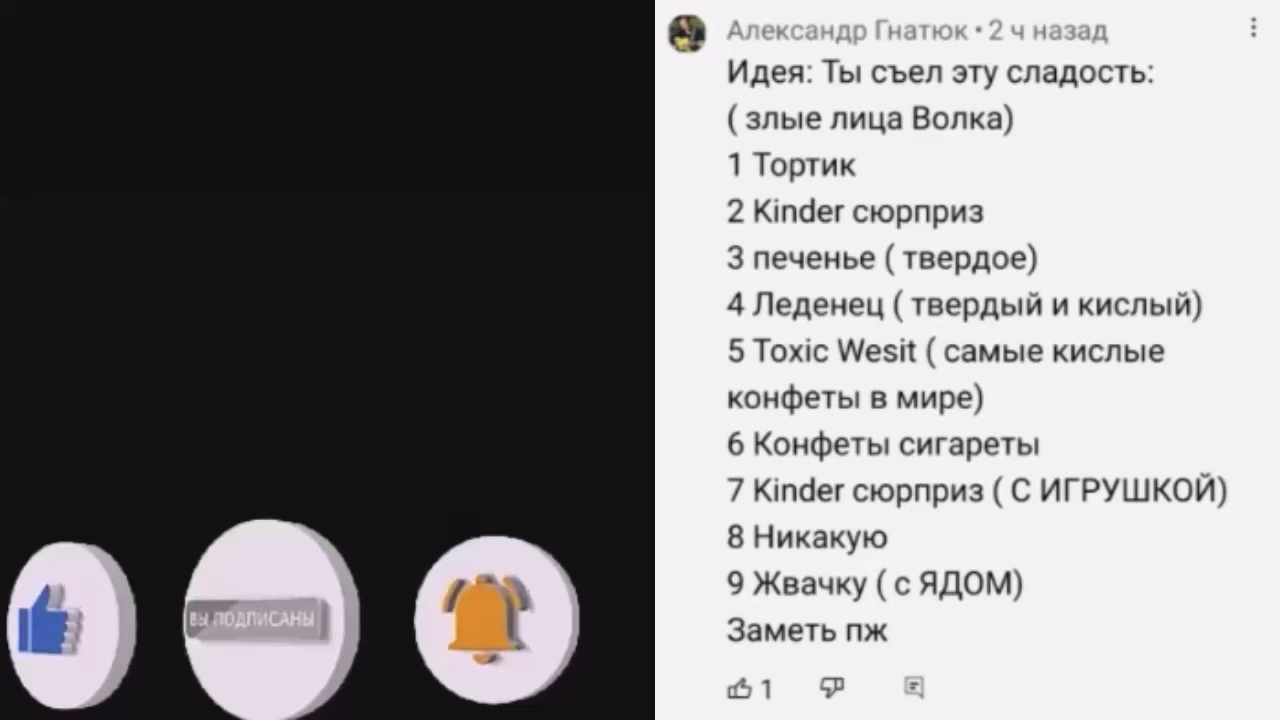 Александр Гнатюк • 2 ч назад
Идея: Ты съел эту сладость:
( злые лица Волка)
1 Тортик
2 Kinder сюрприз
3 печенье ( твердое)
4 Леденец ( твердый и кислый)
5 Toxic Wesit ( самые кислые
конфеты в мире)
6 Конфеты сигареты
7 Kinder сюрприз ( С ИГРУШКОЙ)
8 Никакую
9 Жвачку ( с ЯДОМ)
Заметь пж
1
ВЫ ПОДПИСАНЫ